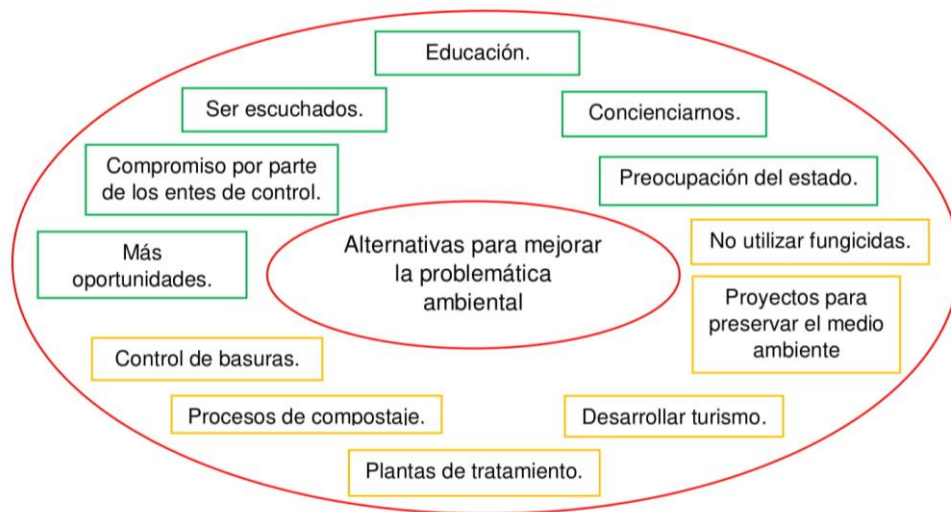 Educación.
Ser escuchados.
Concienciarnos.
Compromiso por parte
de los entes de control.
Preocupación del estado.
Más
oportunidades.
Alternativas para mejorar
la problemática
ambiental
No utilizar fungicidas.
Proyectos para
preservar el medio
ambiente
Control de basuras.
Procesos de compostaje.
Desarrollar turismo.
Plantas de tratamiento.